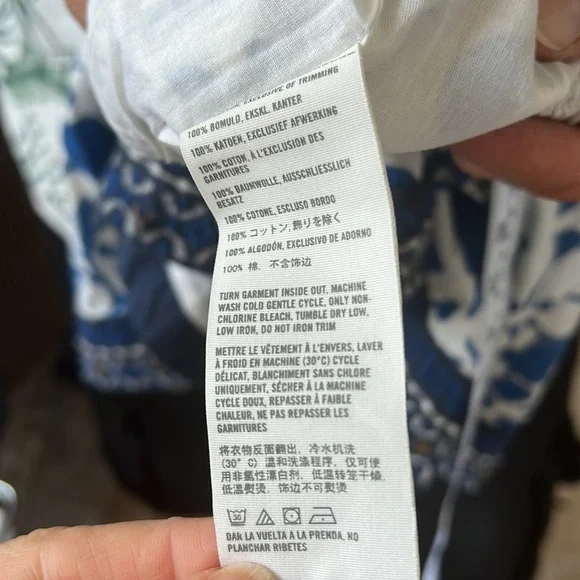 EXCLUSIVE OF TRIMMING
100% BOMULD, EKSKL. KANTER
100% KATOEN, EXCLUSIEF AFWERKING
100% COTON, À L'EXCLUSION DES
GARNITURES
100% BAUMWOLLE, AUSSCHLIESSLICH
BESATZ
100% COTONE, ESCLUSO BORDO
100% コットン, 飾りを除く
100% ALGODÓN, EXCLUSIVO DE ADORNO
100% 棉, 不含饰边
TURN GARMENT INSIDE OUT, MACHINE
WASH COLD GENTLE CYCLE, ONLY NON-
CHLORINE BLEACH, TUMBLE DRY LOW,
LOW IRON, DO NOT IRON TRIM
METTRE LE VÊTEMENT À L'ENVERS, LAVER
À FROID EN MACHINE (30°C) CYCLE
DÉLICAT, BLANCHIMENT SANS CHLORE
UNIQUEMENT, SÉCHER À LA MACHINE
CYCLE DOUX, REPASSER À FAIBLE
CHALEUR, NE PAS REPASSER LES
GARNITURES
将衣物反面翻出, 冷水机洗
(30° C) 温和洗涤程序, 仅可使
用非氯性漂白剂, 低温转笼干燥
低温熨烫, 饰边不可熨烫
30
DAR LA VUELTA A LA PRENDA, NO
PLANCHAR RIBETES